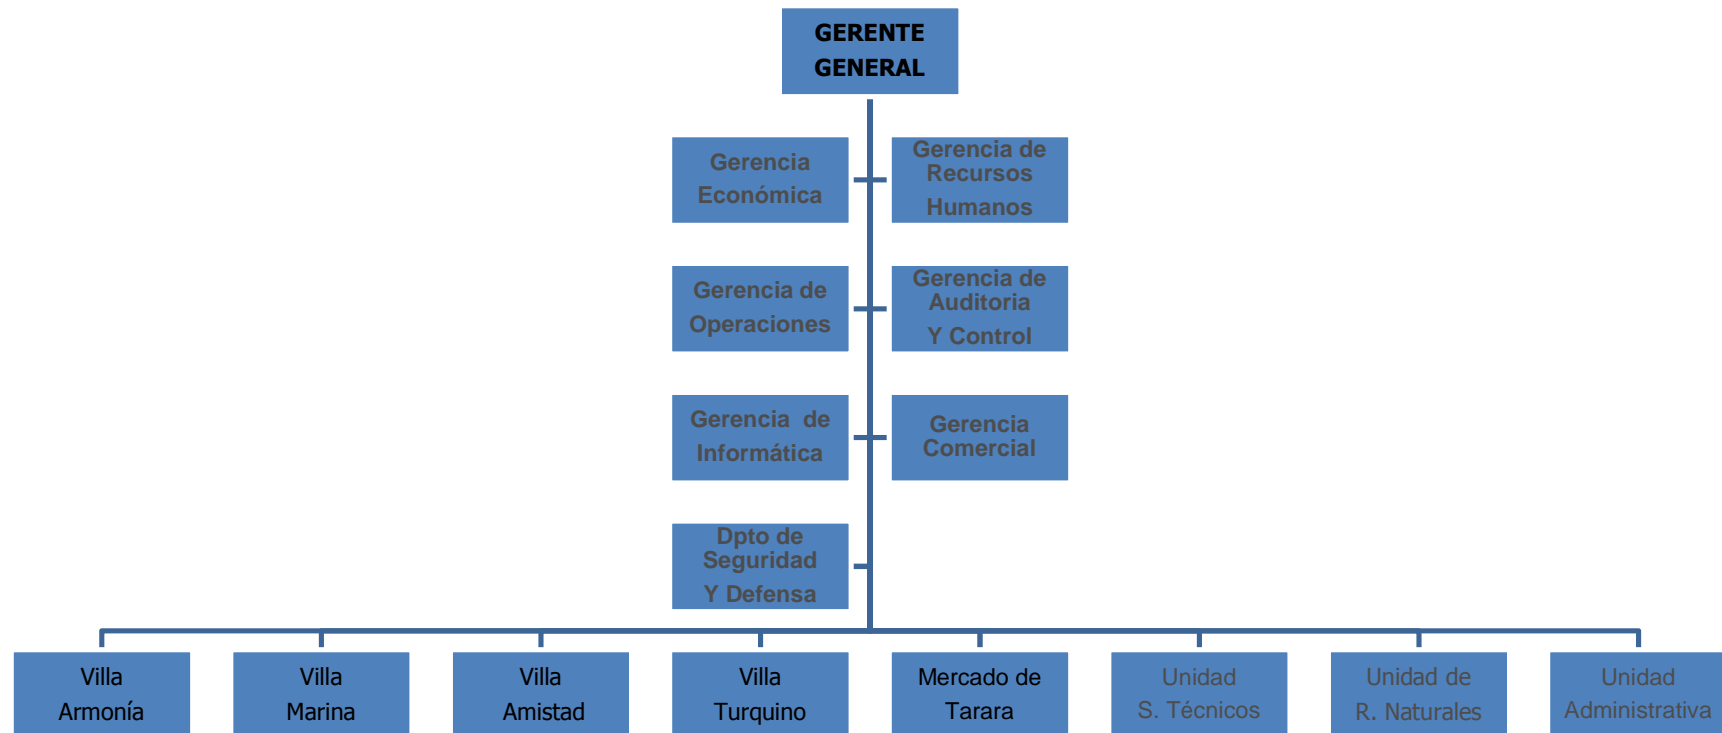 GERENTE
GENERAL
Gerencia
Económica
Gerencia de
Recursos
Humanos
Gerencia de
Operaciones
Gerencia de
Auditoria
Y Control
Gerencia  de
Informática
Gerencia
Comercial
Dpto de
Seguridad
Y Defensa
Villa
Armonía
Villa
Marina
Villa
Amistad
Villa
Turquino
Mercado de
Tarara
Unidad
S. Técnicos
Unidad de
R. Naturales
Unidad
Administrativa